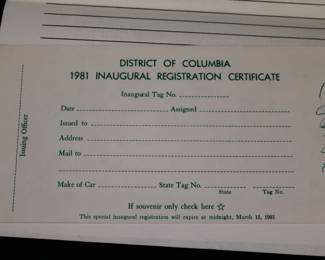 DISTRICT OF COLUMBIA
1981 INAUGURAL REGISTRATION CERTIFICATE
Inaugural Tag No.
Date Assigned
Issued to
Address
Mail to
Make of Car State Tag No.
State Tag No.
If souvenir only check here ☆
This special inaugural registration will expire at midnight, March 15, 1981
Issuing Officer